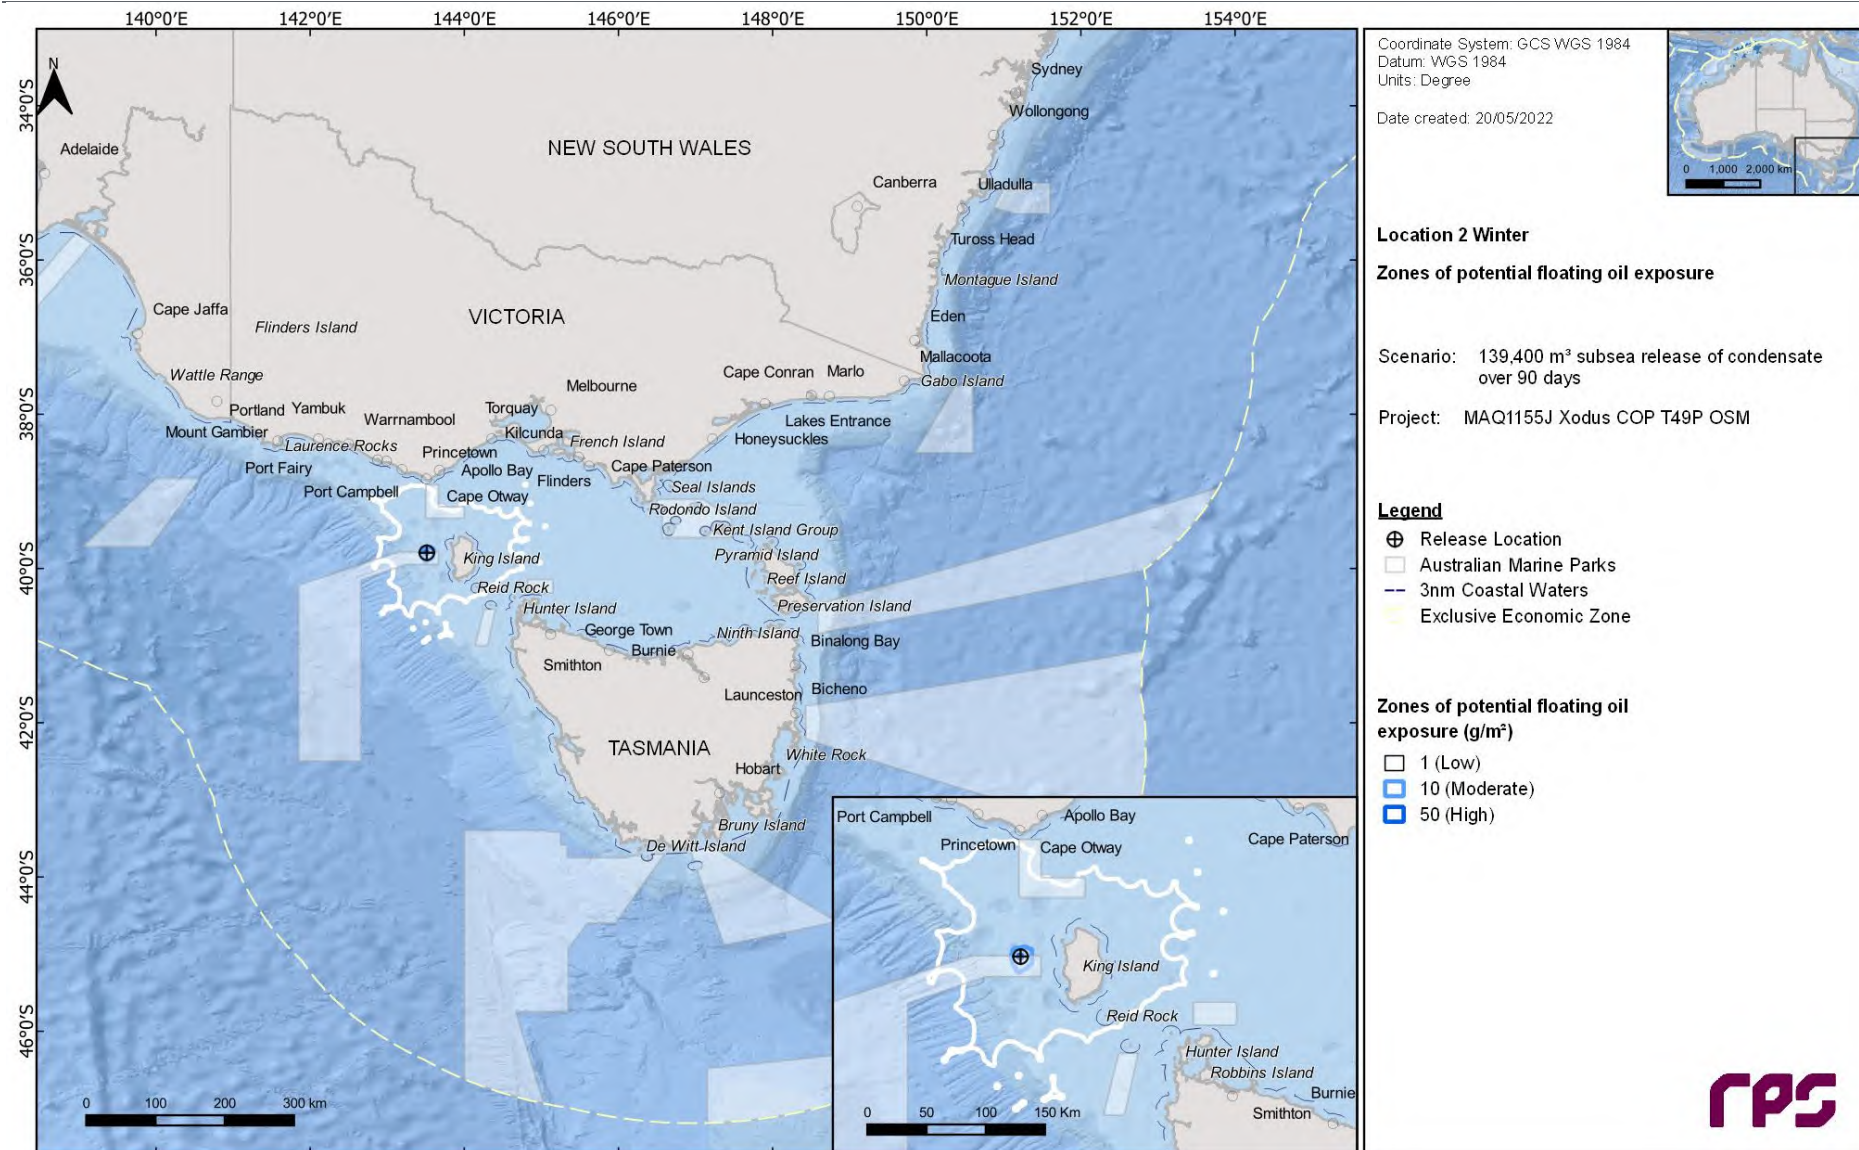 140°0'E
142°0'E
144°0'E
146°0'E
148°0'E
150°0'E
152°0'E
154°0'E
34°0'S
36°0'S
38°0'S
40°0'S
42°0'S
44°0'S
46°0'S
N
Sydney
Wollongong
NEW SOUTH WALES
Adelaide
Canberra
Ulladulla
Tuross Head
Montague Island
Cape Jaffa
VICTORIA
Eden
Flinders Island
Mallacoota
Wattle Range
Melbourne
Cape Conran
Marlo
Gabo Island
Portland
Yambuk
Warrnambool
Torquay
Lakes Entrance
Mount Gambier
Laurence Rocks
Kilcunda
French Island
Honeysuckles
Princetown
Port Fairy
Apollo Bay
Flinders
Cape Paterson
Port Campbell
Cape Otway
Seal Islands
Rodondo Island
Kent Island Group
King Island
Pyramid Island
Reef Island
Reid Rock
Hunter Island
Preservation Island
George Town
Ninth Island
Binalong Bay
Burnie
Smithton
Launceston
Bicheno
TASMANIA
White Rock
Hobart
Bruny Island
De Witt Island
0 100 200 300 km
Port Campbell
Apollo Bay
Princetown
Cape Otway
Cape Paterson
King Island
Reid Rock
Hunter Island
Robbins Island
Burnie
Smithton
0 50 100 150 Km
Coordinate System: GCS WGS 1984
Datum: WGS 1984
Units: Degree
Date created: 20/05/2022
0 1,000 2,000 km
Location 2 Winter
Zones of potential floating oil exposure
Scenario: 139,400 m³ subsea release of condensate
over 90 days
Project: MAQ1155J Xodus COP T49P OSM
Legend
Release Location
Australian Marine Parks
3nm Coastal Waters
Exclusive Economic Zone
Zones of potential floating oil
exposure (g/m²)
1 (Low)
10 (Moderate)
50 (High)
rps